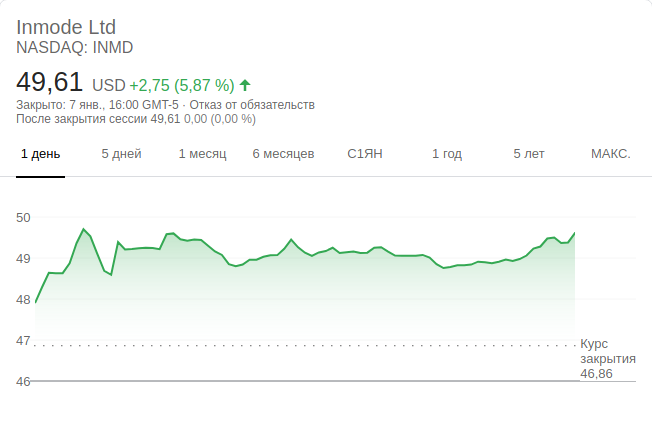 Inmode Ltd
NASDAQ: INMD
49,61 USD +2,75 (5,87 %)
Закрыто: 7 янв., 16:00 GMT-5 · Отказ от обязательств
После закрытия сессии 49,61 0,00 (0,00 %)
1 день 5 дней 1 месяц 6 месяцев С1ЯН 1 год 5 лет МАКС.
50
49
48
47
46
Курс
закрытия
46,86